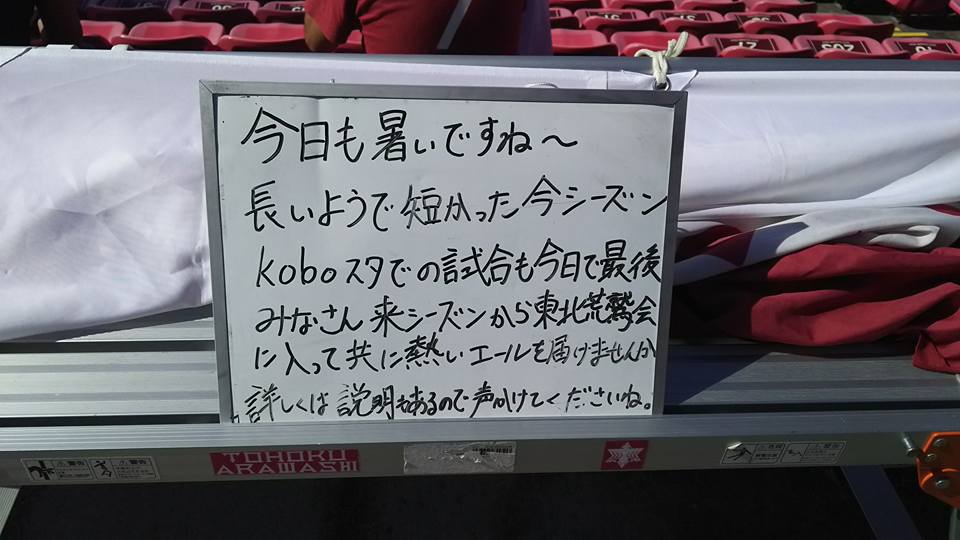 今日も暑いですね～
長いようで短かった今シーズン
koboスタでの試合も今日で最後
みなさん来シーズンから東北荒鷲会
に入って共に熱いエールを届けませんか
詳しくは説明もあるので声かけてくださいね。
TOHOKU
ARAWASHI
警告
警告